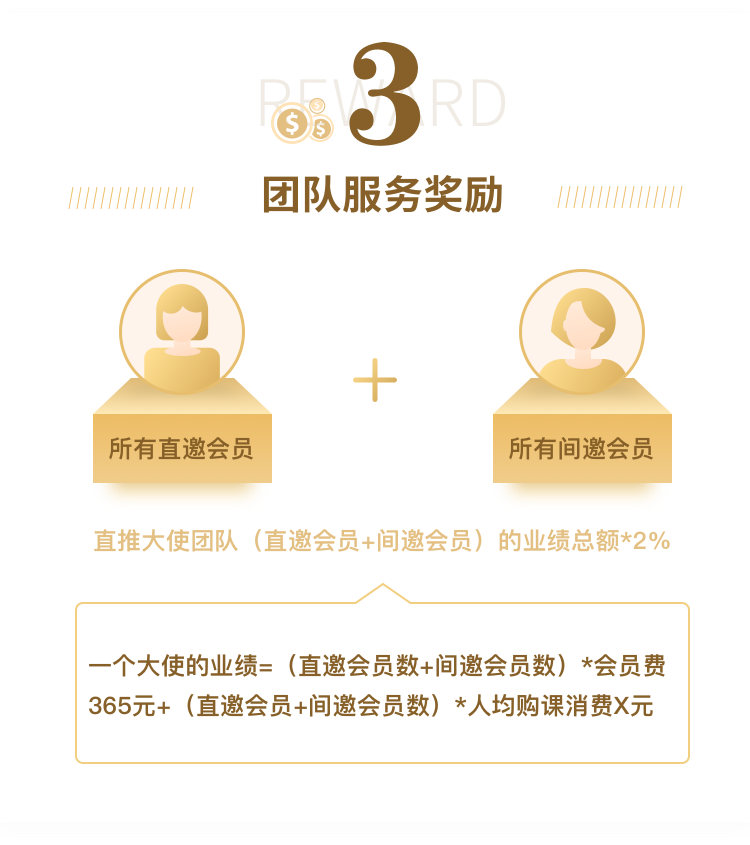 REWARD
3
团队服务奖励
所有直邀会员
所有间邀会员
直推大使团队（直邀会员+间邀会员）的业绩总额*2%
一个大使的业绩=（直邀会员数+间邀会员数）*会员费
365元+（直邀会员+间邀会员数）*人均购课消费X元